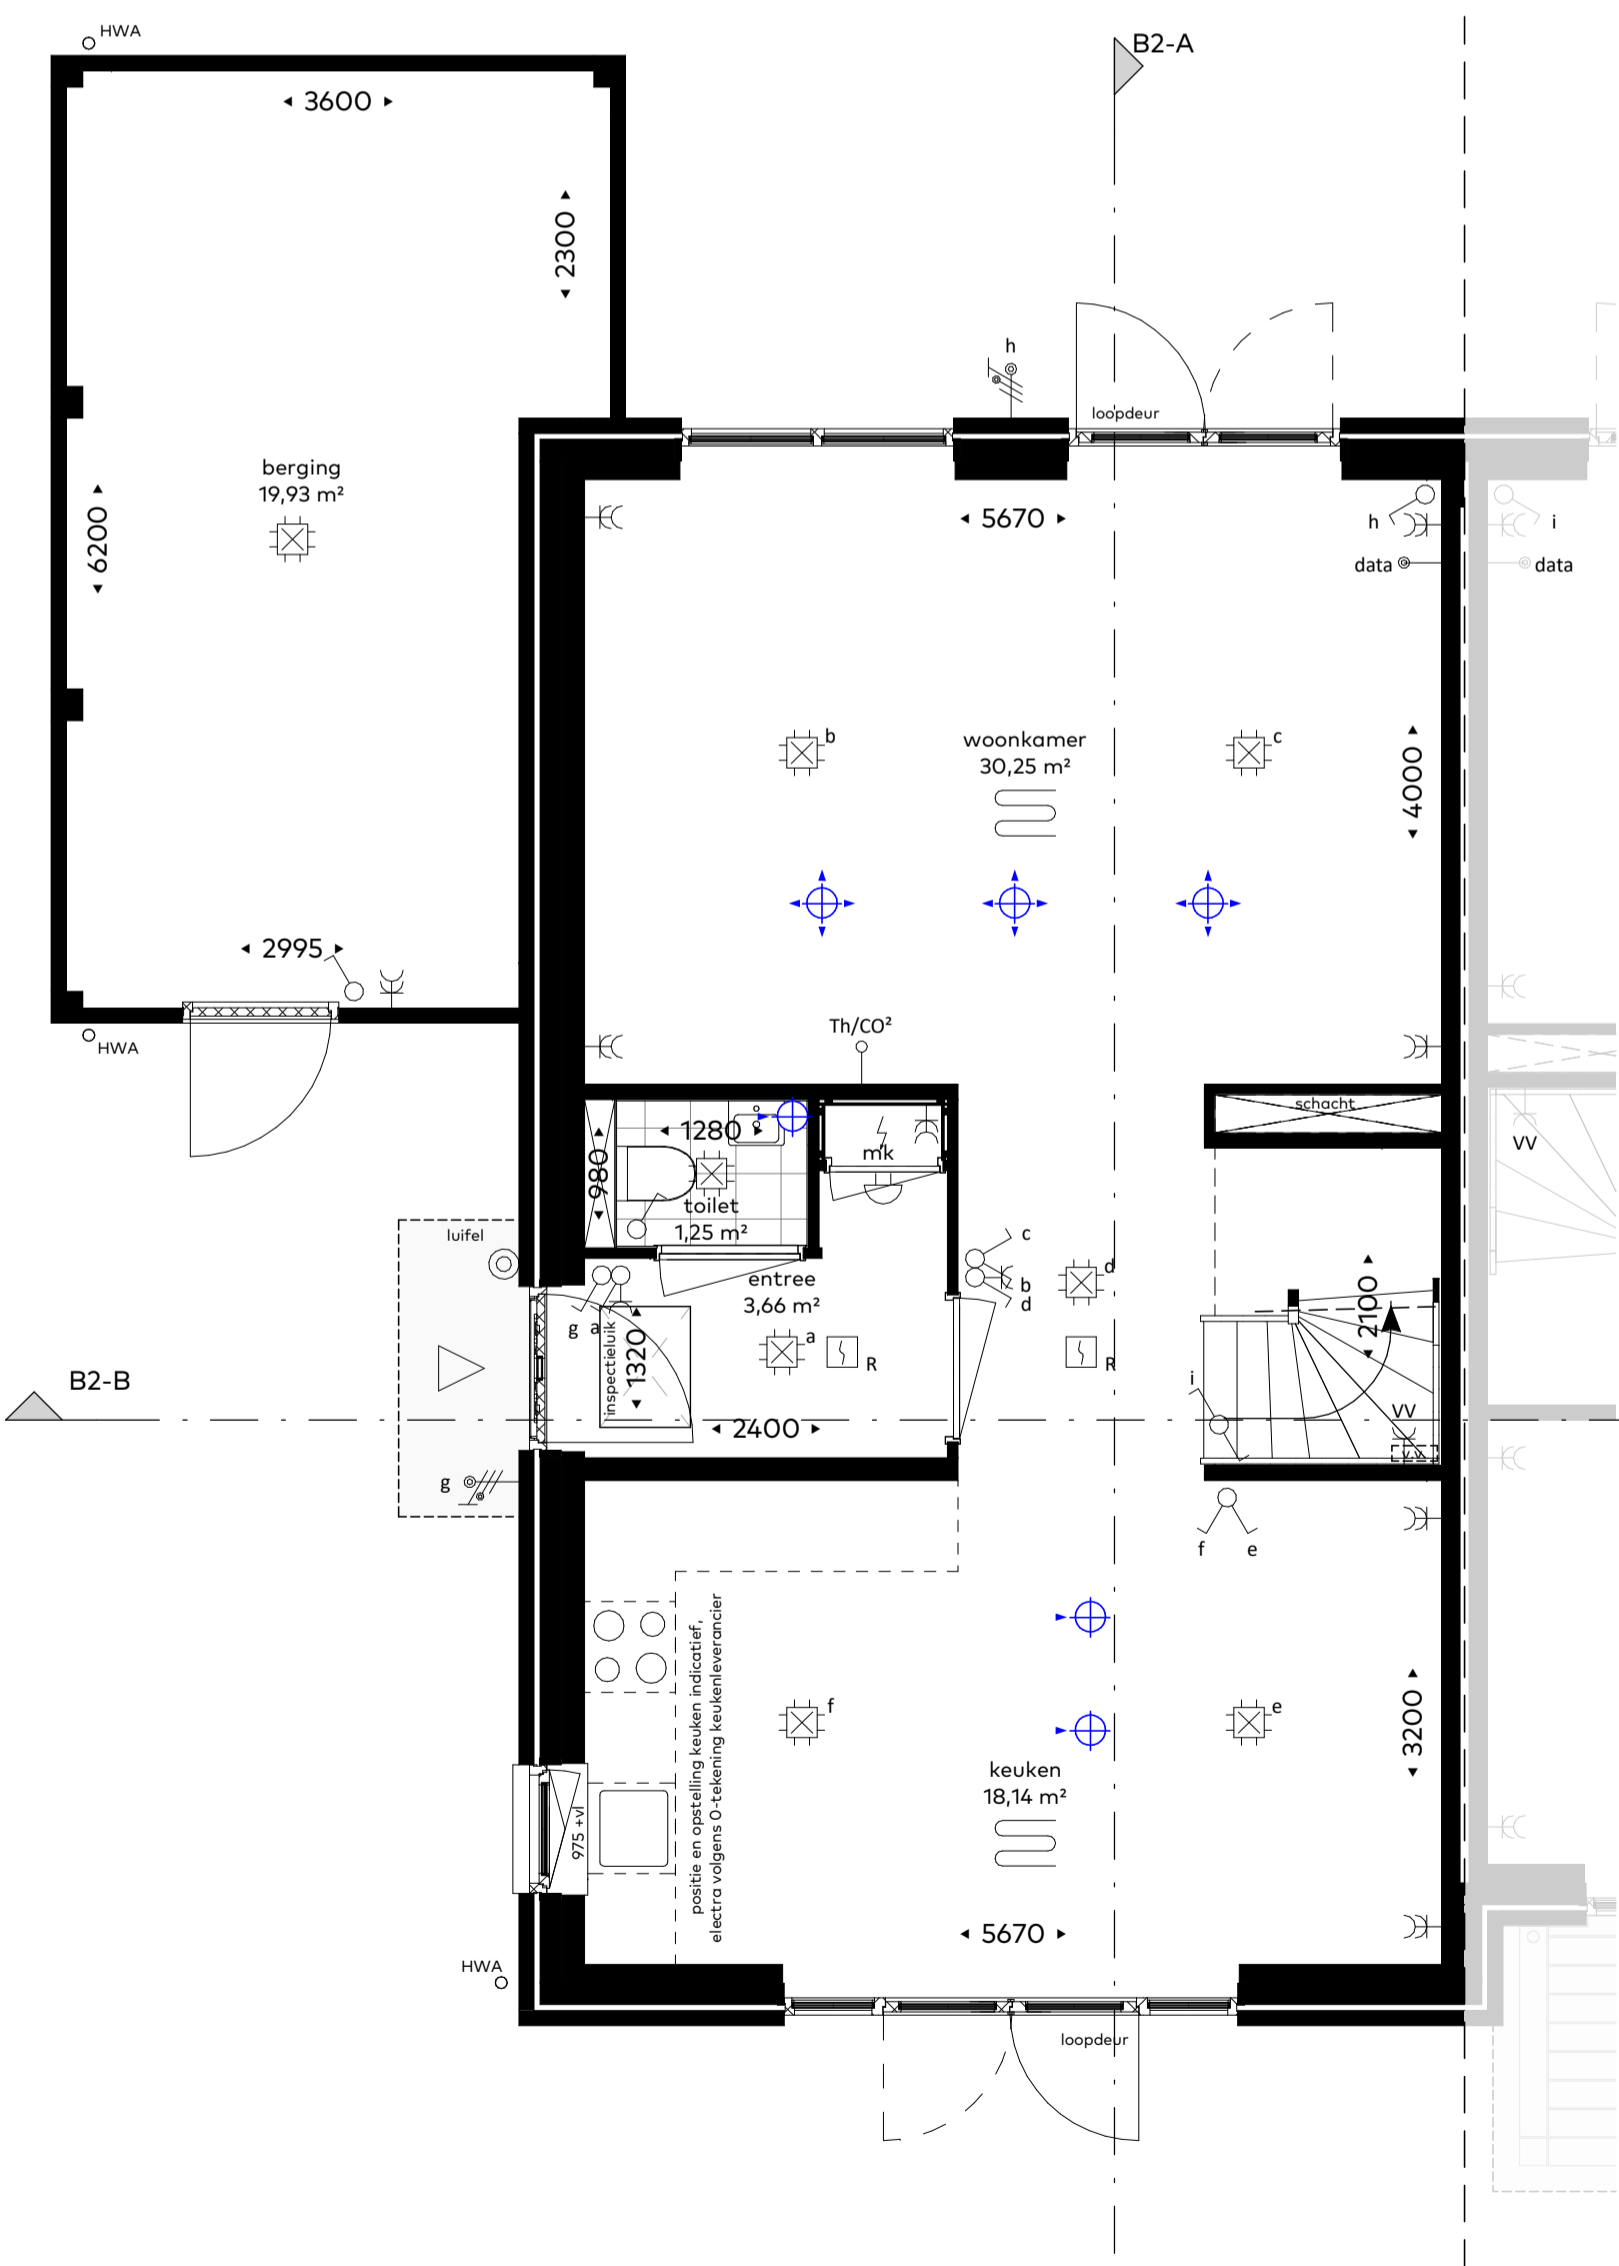 HWA
B2-A
3600
2300
h
loopdeur
berging
19,93 m²
6200
5670
h
i
data
data
b
woonkamer
30,25 m²
c
4000
2995
HWA
Th/CO²
1280
980
mk
schacht
VV
toilet
1,25 m²
luifel
c
b
d
d
entree
3,66 m²
g
a
inspectieluik
1320
a
R
R
2100
i
B2-B
2400
VV
v.v.
g
f
e
positie en opstelling keuken indicatief,
electra volgens 0-tekening keukenleverancier
f
e
3200
keuken
18,14 m²
975 +vl
5670
HWA
loopdeur